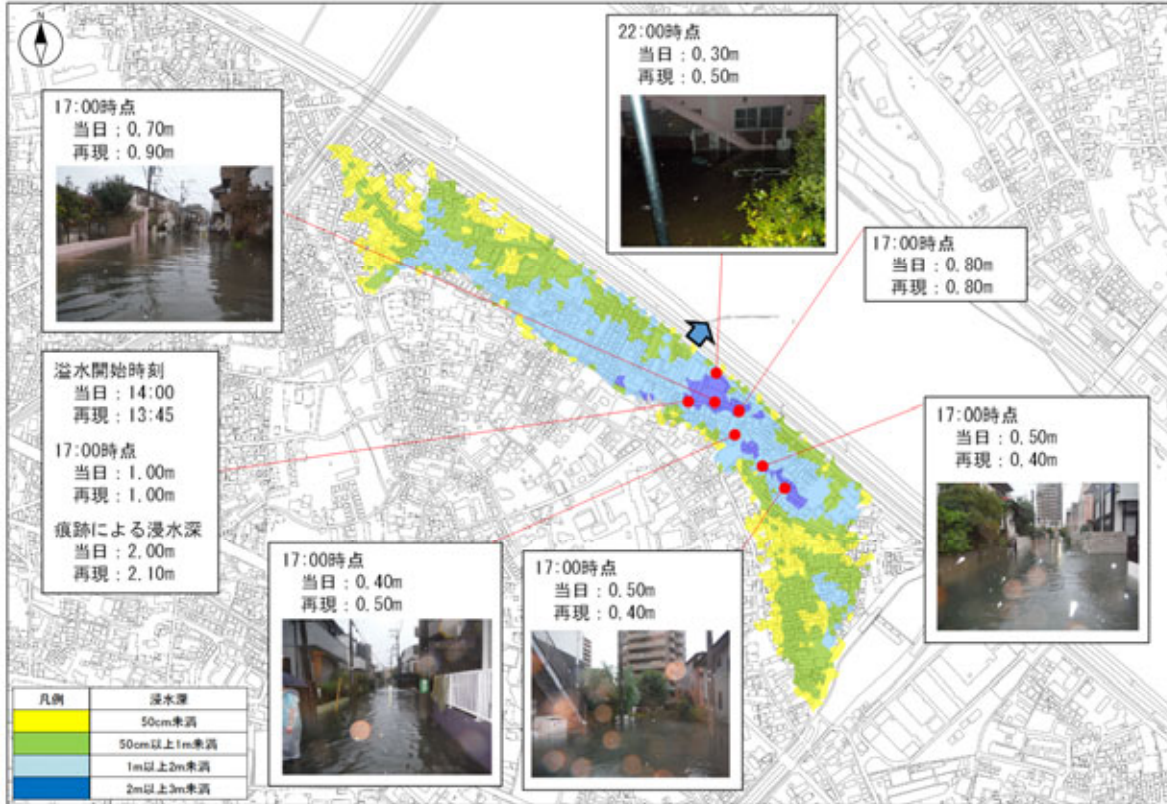 N
22:00時点
当日：0.30m
再現：0.50m
17:00時点
当日：0.70m
再現：0.90m
17:00時点
当日：0.80m
再現：0.80m
溢水開始時刻
当日：14:00
再現：13:45
17:00時点
当日：1.00m
再現：1.00m
痕跡による浸水深
当日：2.00m
再現：2.10m
17:00時点
当日：0.50m
再現：0.40m
17:00時点
当日：0.40m
再現：0.50m
17:00時点
当日：0.50m
再現：0.40m
凡例 浸水深
50cm未満
50cm以上1m未満
1m以上2m未満
2m以上3m未満